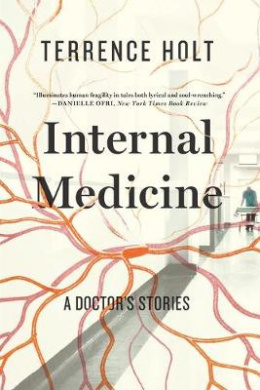 TERRENCE HOLT
"Illuminates human fragility in tales both lyrical and soul-wrenching."
—DANIELLE OFRI, New York Times Book Review
Internal
Medicine
A DOCTOR'S STORIES